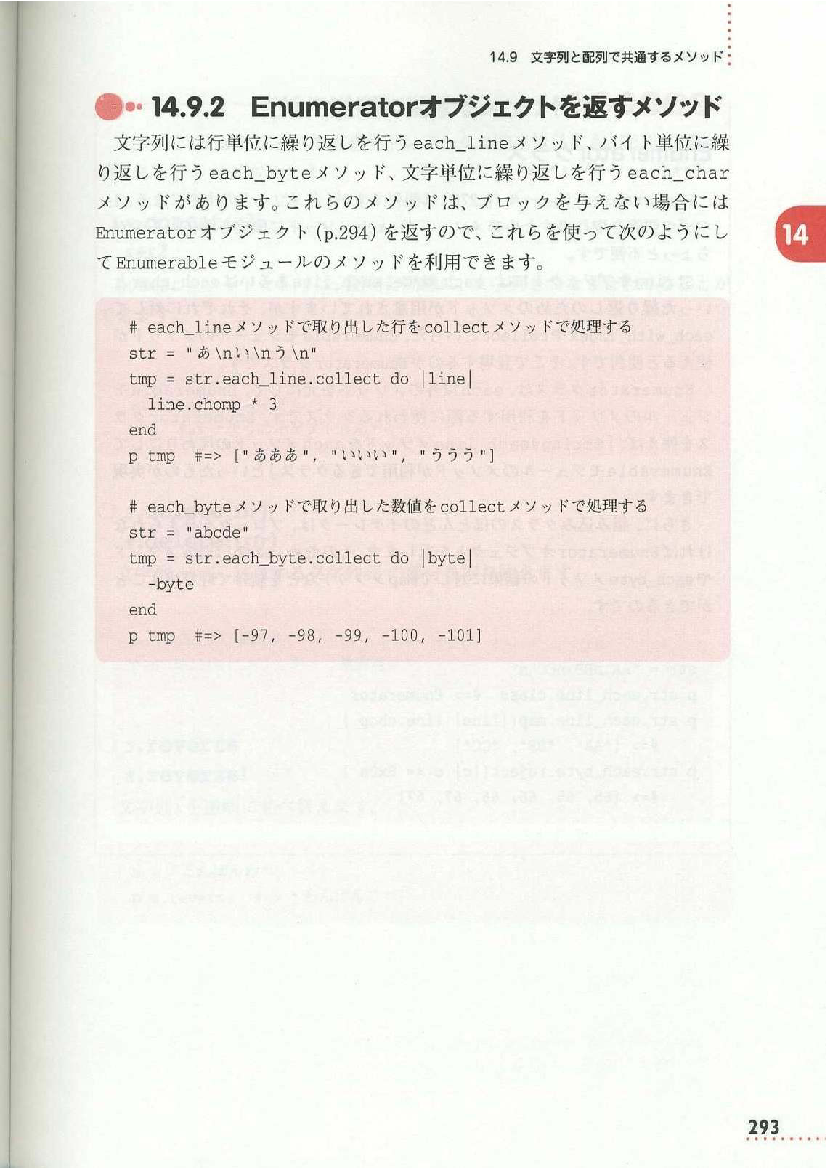 14.9 文字列と配列で共通するメソッド
14.9.2 Enumeratorオブジェクトを返すメソッド
文字列には行単位に繰り返しを行うeach_lineメソッド、バイト単位に繰
り返しを行うeach_byteメソッド、文字単位に繰り返しを行うeach_char
メソッドがあります。これらのメソッドは、ブロックを与えない場合には
Enumeratorオブジェクト(p.294)を返すので、これらを使って次のようにし
てEnumerableモジュールのメソッドを利用できます。
14
# each_lineメソッドで取り出した行をcollectメソッドで処理する
str = "あ\nい\nう\n"
tmp = str.each_line.collect do |line|
  line.chomp * 3
end
p tmp  #=> ["あああ", "いいい", "ううう"]
# each_byteメソッドで取り出した数値をcollectメソッドで処理する
str = "abcde"
tmp = str.each_byte.collect do |byte|
  -byte
end
p tmp  #=> [-97, -98, -99, -100, -101]
293